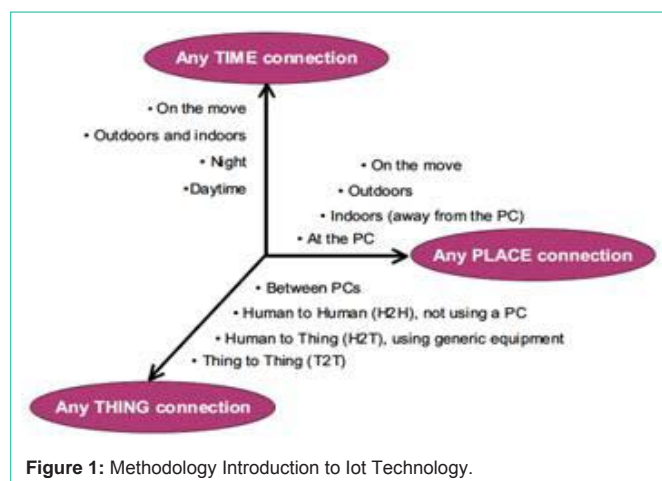 Any TIME connection
• On the move
• Outdoors and indoors
• Night
•Daytime
• On the move
• Outdoors
• Indoors (away from the PC)
• At the PC
Any PLACE connection
• Between PCs
• Human to Human (H2H), not using a PC
• Human to Thing (H2T), using generic equipment
• Thing to Thing (T2T)
Any THING connection
Figure 1: Methodology Introduction to Iot Technology.